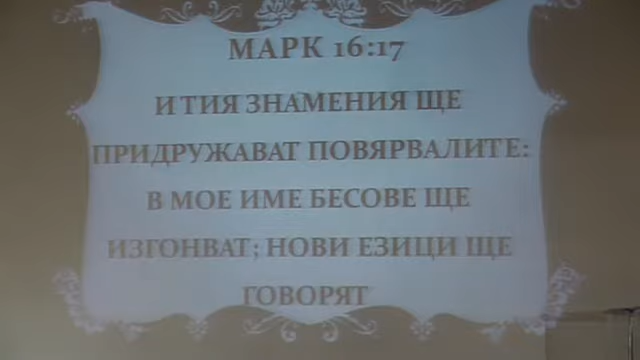 МАРК 16:17
И ТИЯ ЗНАМЕНИЯ ЩЕ
ПРИДРУЖАВАТ ПОВЯРВАЛИТЕ:
В МОЕ ИМЕ БЕСОВЕ ЩЕ
ИЗГОНВАТ; НОВИ ЕЗИЦИ ЩЕ
ГОВОРЯТ